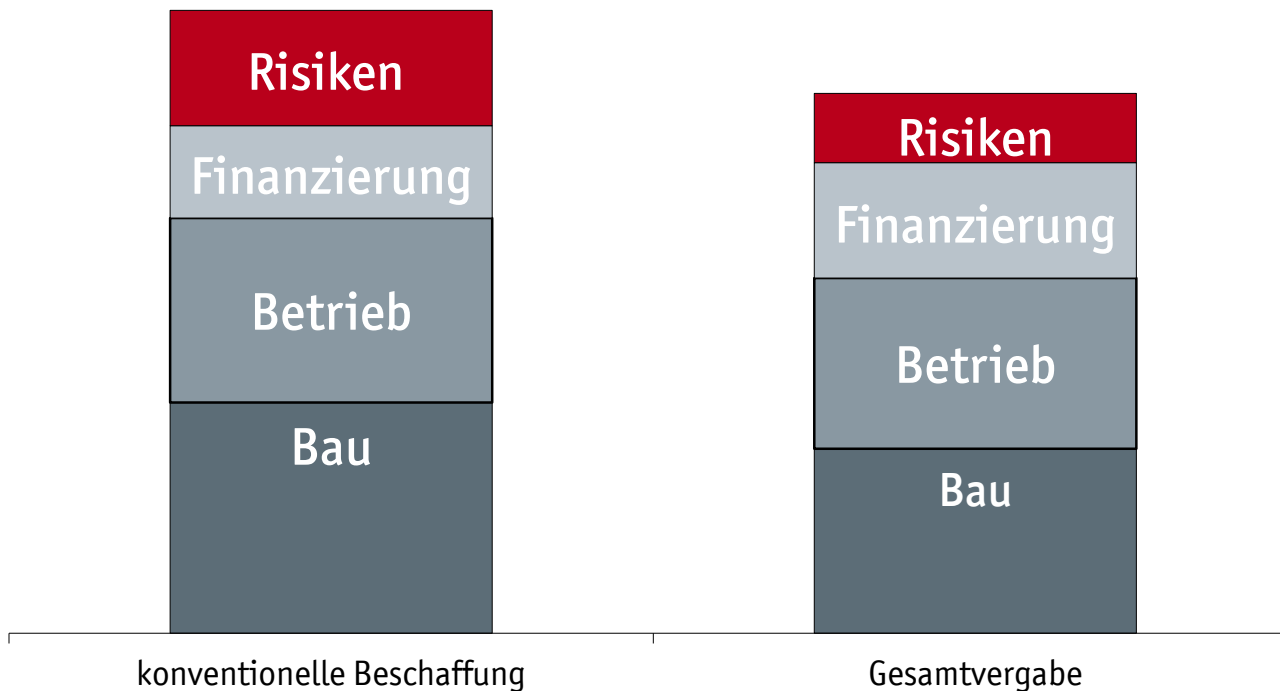 Risiken
Finanzierung
Betrieb
Bau
Risiken
Finanzierung
Betrieb
Bau
konventionelle Beschaffung
Gesamtvergabe